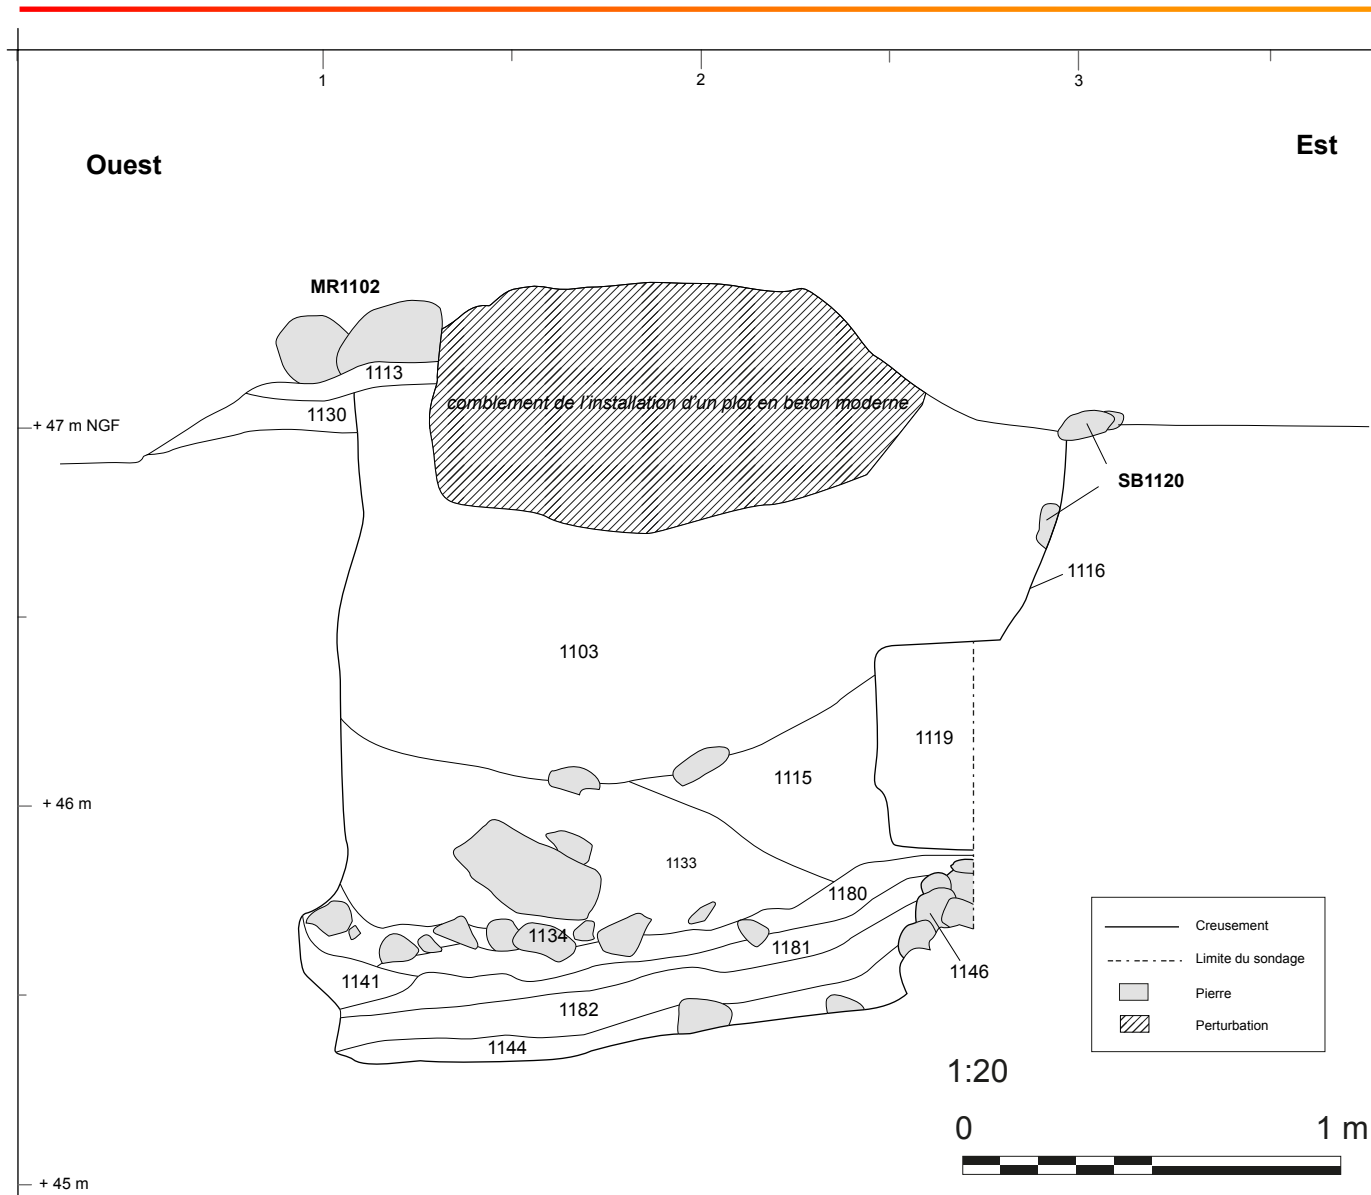 1 2 3
Ouest
Est
MR1102
1113
comblement de l'installation d'un plot en beton moderne
1130
+ 47 m NGF
SB1120
1116
1103
1119
1115
+ 46 m
1133
1180
Creusement
1134
1181
Limite du sondage
1146
1141
Pierre
1182
Perturbation
1144
1:20
0 1 m
+ 45 m